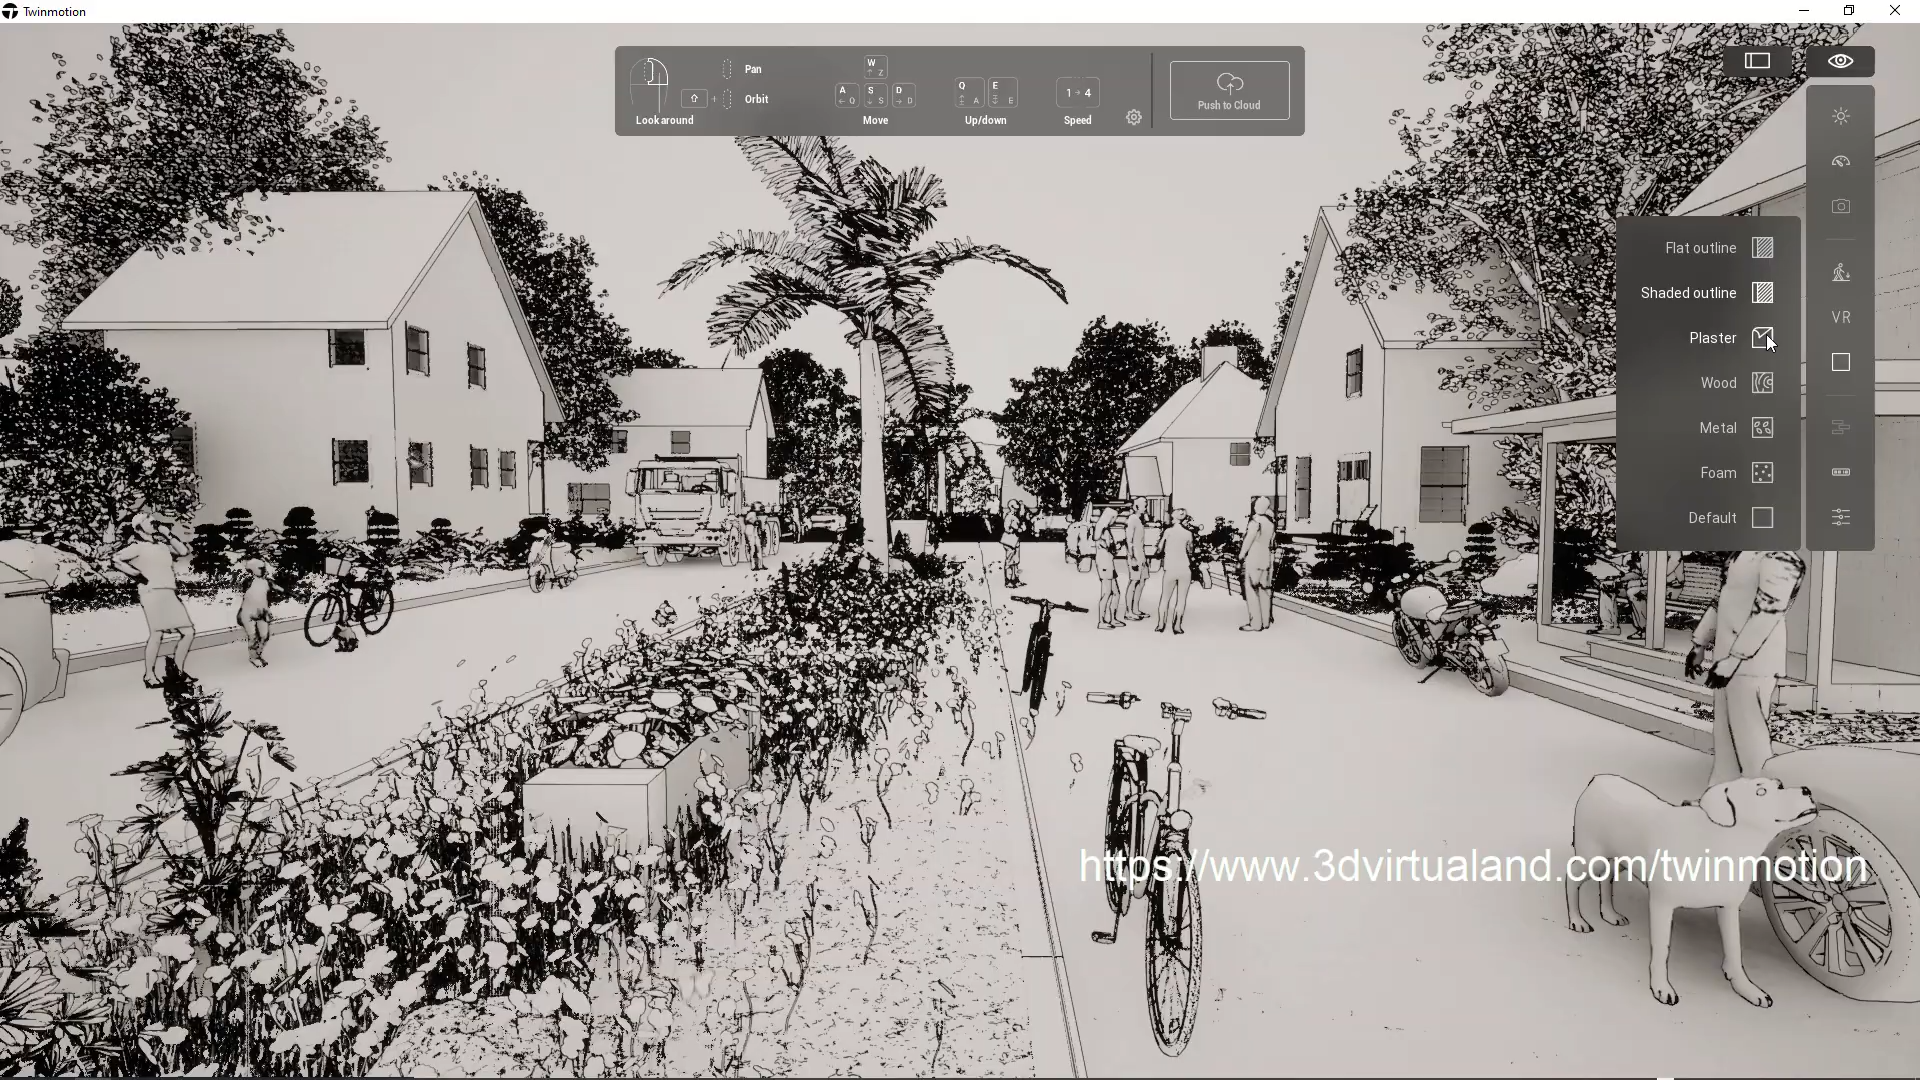 Twinmotion
Pan
Orbit
Look around
W
Z
A
Q
S
S
D
D
Move
Q
A
E
E
Up/down
1 4
Speed
Push to Cloud
Flat outline
Shaded outline
Plaster
Wood
Metal
Foam
Default
VR
https://www.3dvirtualand.com/twinmotion